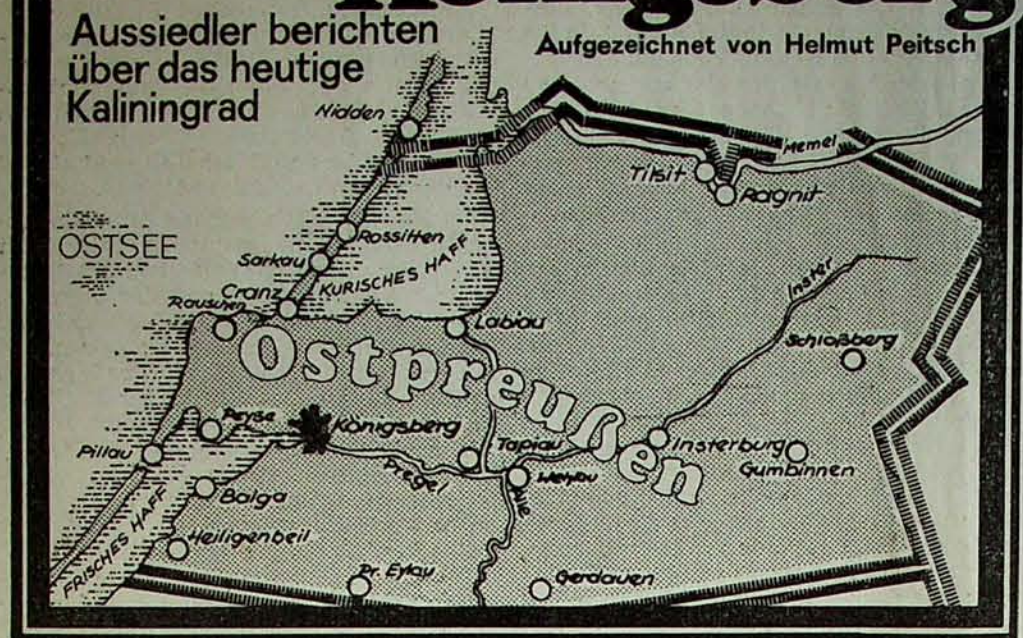 Königsberg
Aussiedler berichten
über das heutige
Kaliningrad
Aufgezeichnet von Helmut Peitsch
Nidden
Memel
Tilsit
Ragnit
OSTSEE
Rossitten
Sarkau
KURISCHES HAFF
Cranz
Rauschen
Inster
Labiau
Schloßberg
Ostpreußen
Peyse
Königsberg
Pillau
Tapiau
Insterburg
Pregel
Wehlau
Gumbinnen
Balga
FRISCHES HAFF
Heiligenbeil
Pr. Eylau
Gerdauen